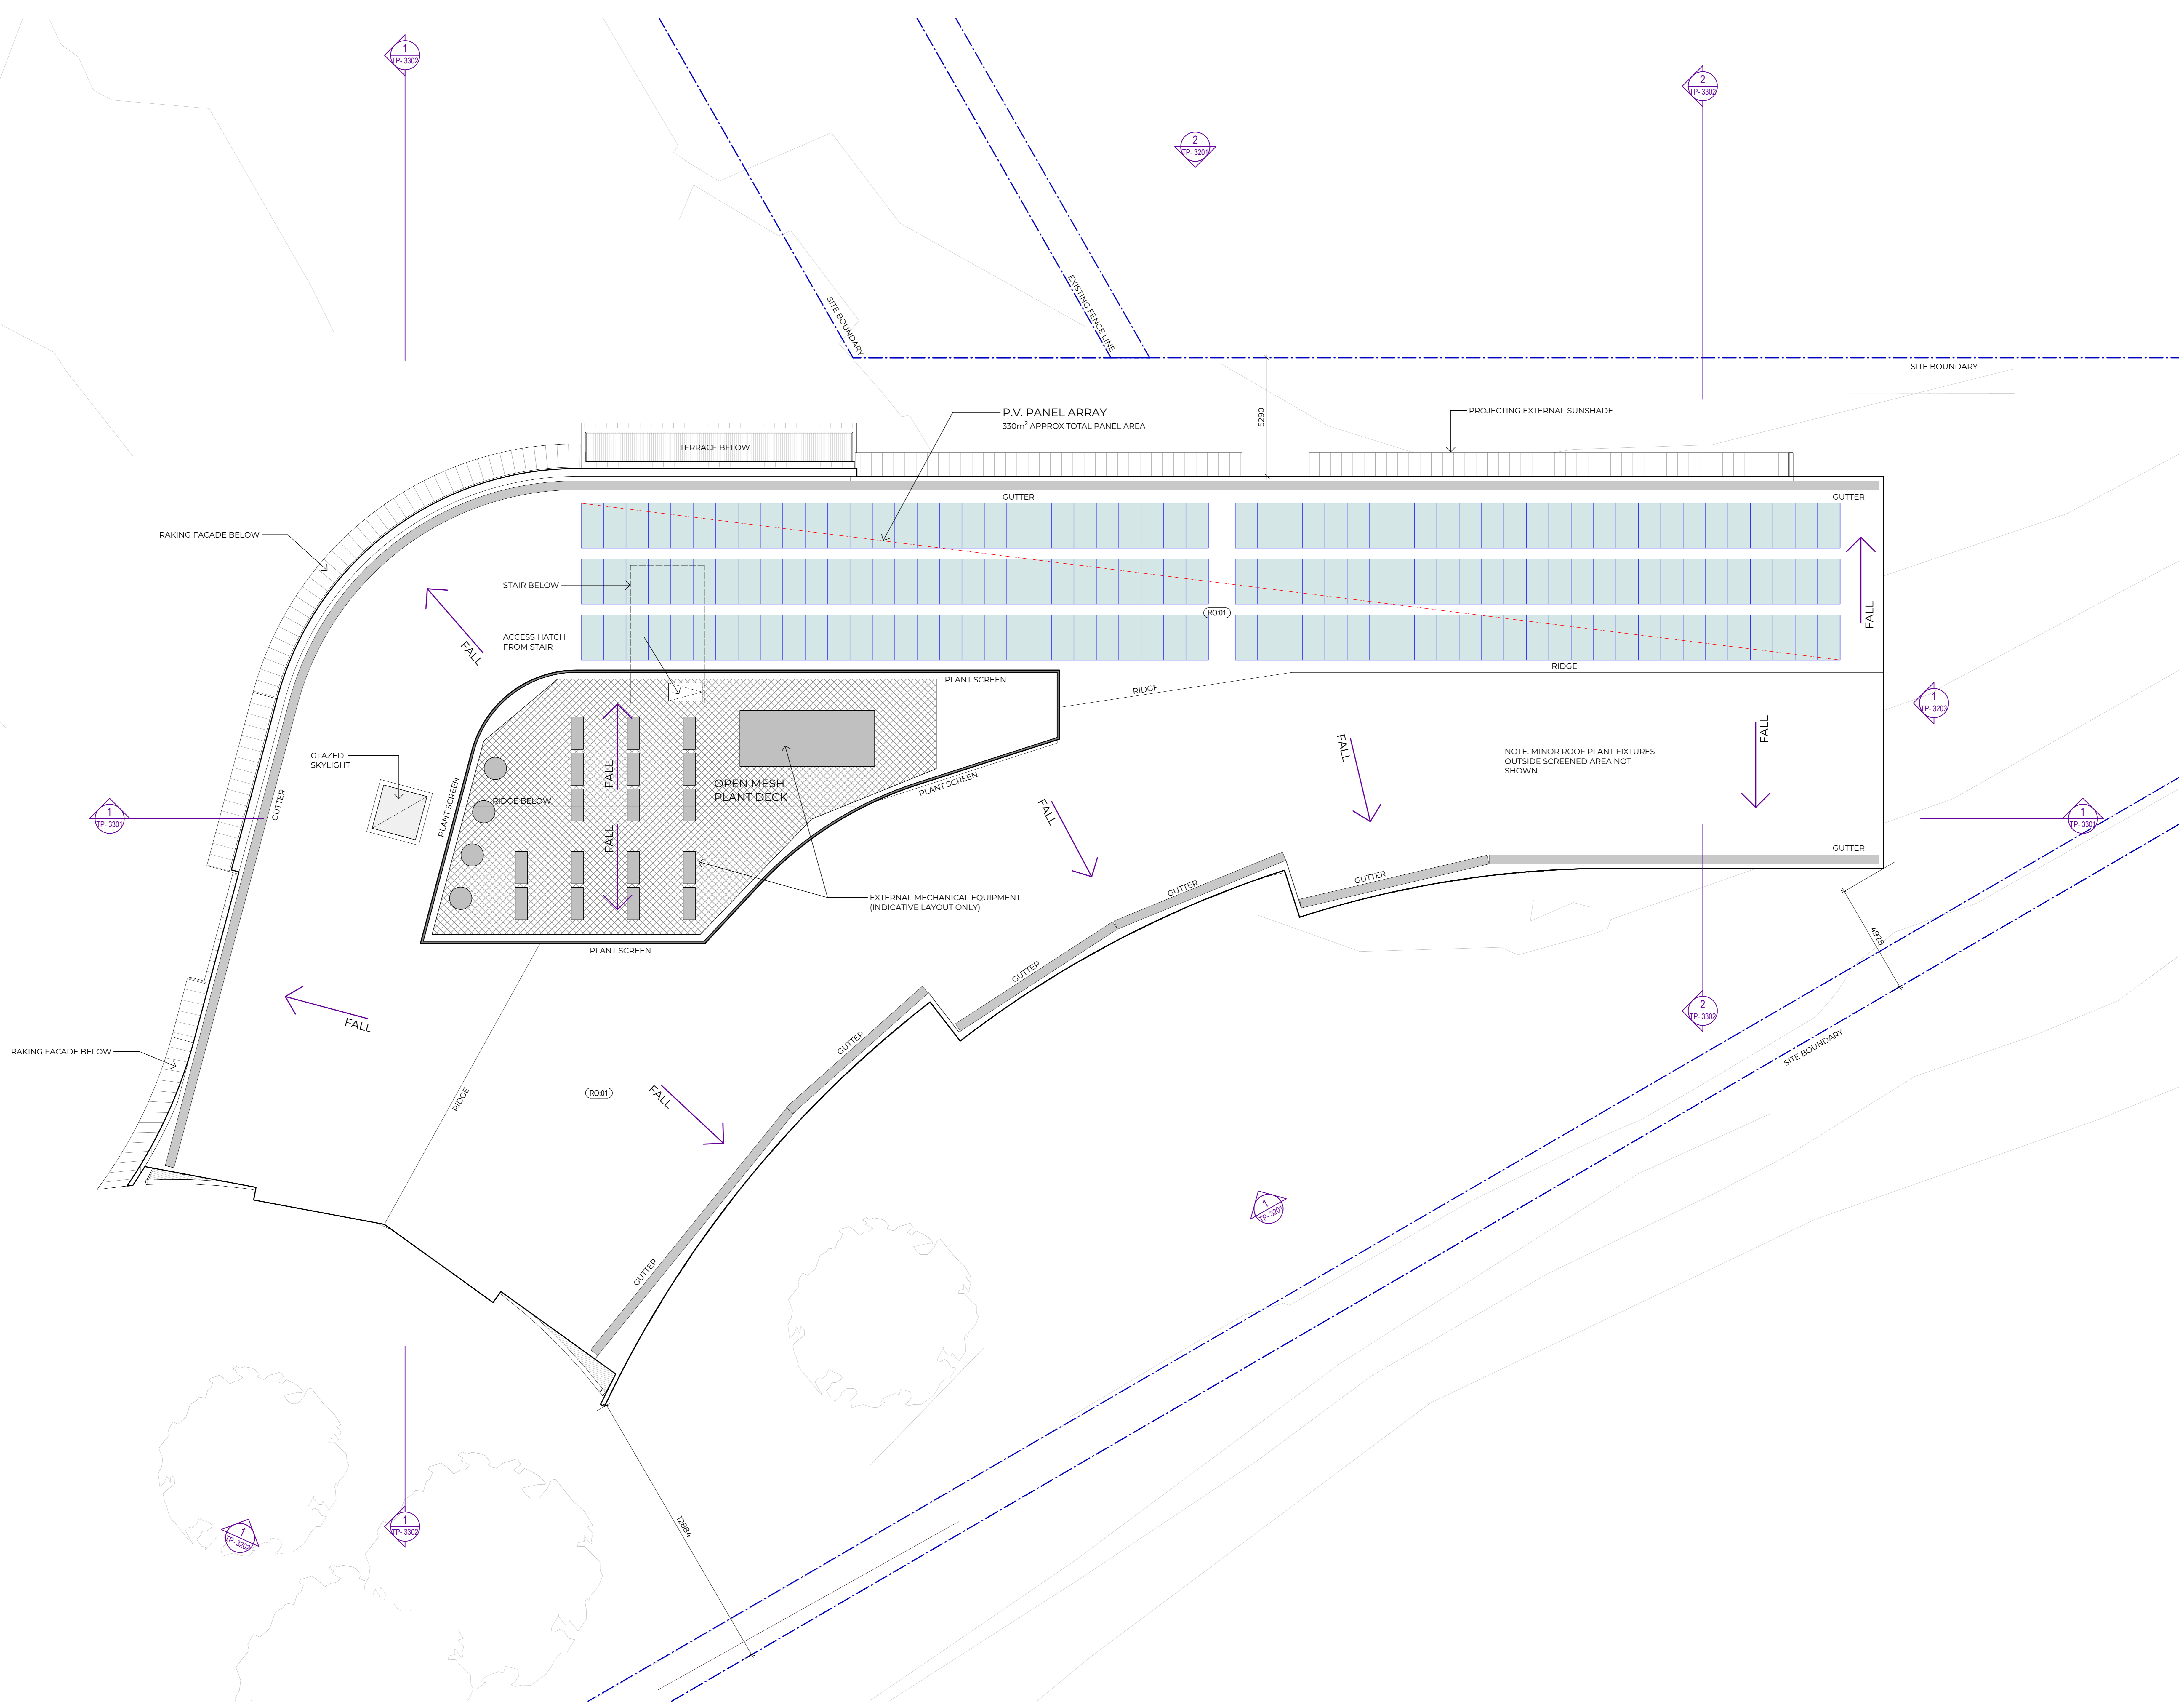 1
TP- 3302
2
TP- 3302
2
TP- 3201
SITE BOUNDARY
EXISTING FENCE LINE
SITE BOUNDARY
P.V. PANEL ARRAY
330m² APPROX TOTAL PANEL AREA
5290
PROJECTING EXTERNAL SUNSHADE
TERRACE BELOW
GUTTER
GUTTER
RAKING FACADE BELOW
STAIR BELOW
RO:01
FALL
ACCESS HATCH
FROM STAIR
FALL
RIDGE
PLANT SCREEN
RIDGE
1
TP- 3203
GLAZED
SKYLIGHT
FALL
OPEN MESH
PLANT DECK
RIDGE BELOW
PLANT SCREEN
PLANT SCREEN
GUTTER
FALL
FALL
FALL
FALL
NOTE. MINOR ROOF PLANT FIXTURES
OUTSIDE SCREENED AREA NOT
SHOWN.
1
TP- 3301
1
TP- 3301
GUTTER
GUTTER
GUTTER
EXTERNAL MECHANICAL EQUIPMENT
(INDICATIVE LAYOUT ONLY)
PLANT SCREEN
GUTTER
4928
2
TP- 3302
FALL
GUTTER
SITE BOUNDARY
RAKING FACADE BELOW
RIDGE
RO:01
FALL
1
TP- 3201
GUTTER
1
TP- 3202
1
TP- 3302
12884